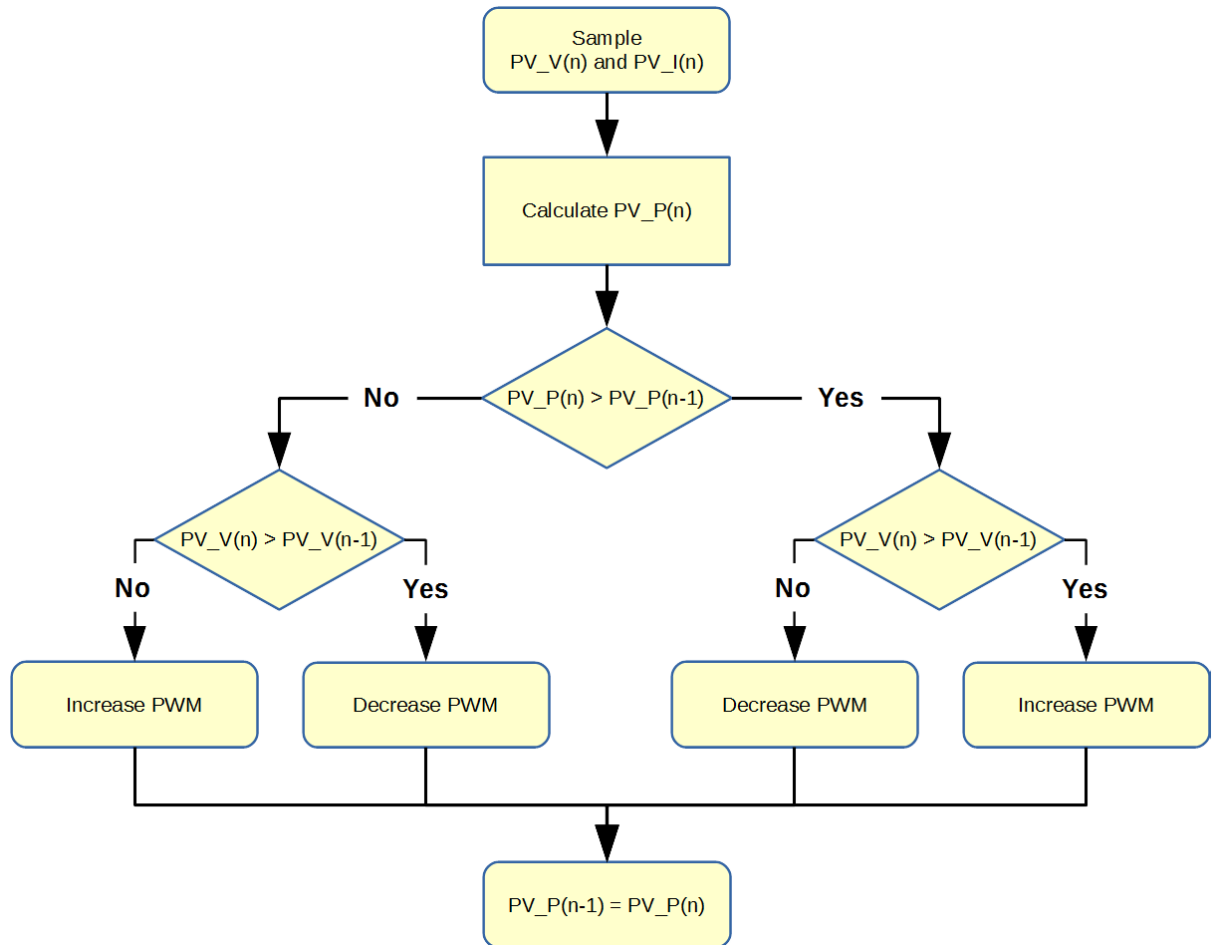 Sample
PV_V(n) and PV_I(n)
Calculate PV_P(n)
No
PV_P(n) > PV_P(n-1)
Yes
PV_V(n) > PV_V(n-1)
PV_V(n) > PV_V(n-1)
No
Yes
No
Yes
Increase PWM
Decrease PWM
Decrease PWM
Increase PWM
PV_P(n-1) = PV_P(n)